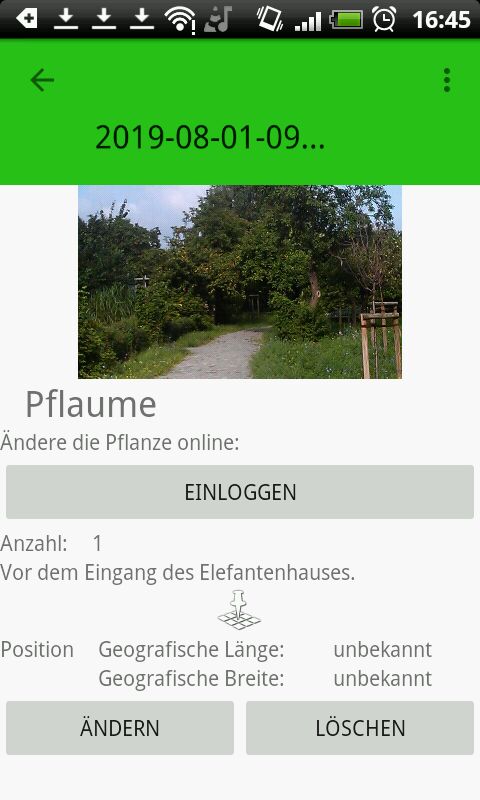 16:45
2019-08-01-09...
Pflaume
Ändere die Pflanze online:
EINLOGGEN
Anzahl: 1
Vor dem Eingang des Elefantenhauses.
Position Geografische Länge: unbekannt
Geografische Breite: unbekannt
ÄNDERN LÖSCHEN